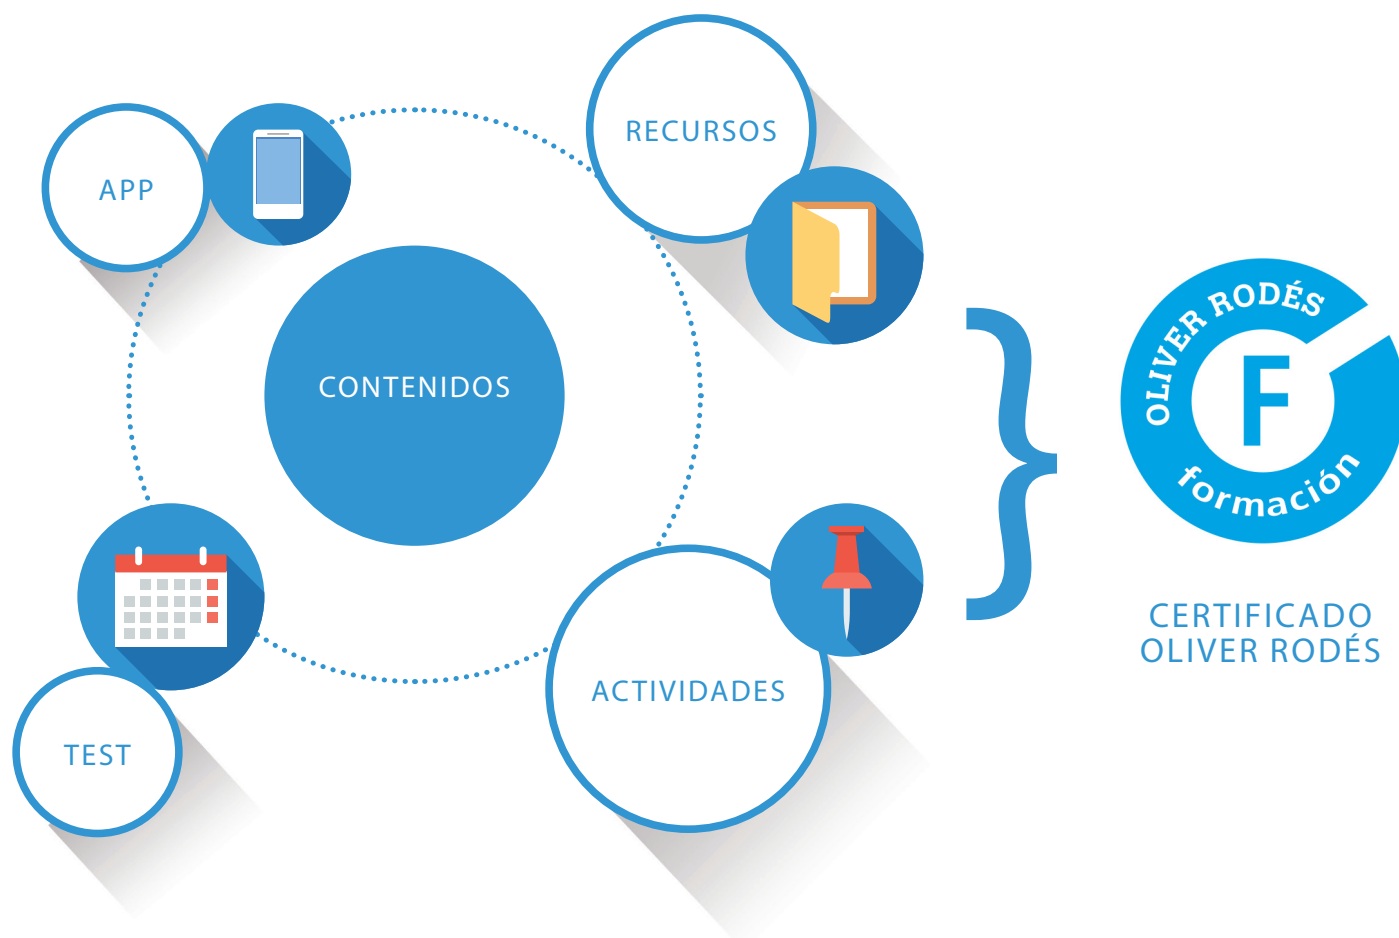 APP
RECURSOS
CONTENIDOS
TEST
ACTIVIDADES
OLIVER RODÉS
F
formación
CERTIFICADO
OLIVER RODÉS